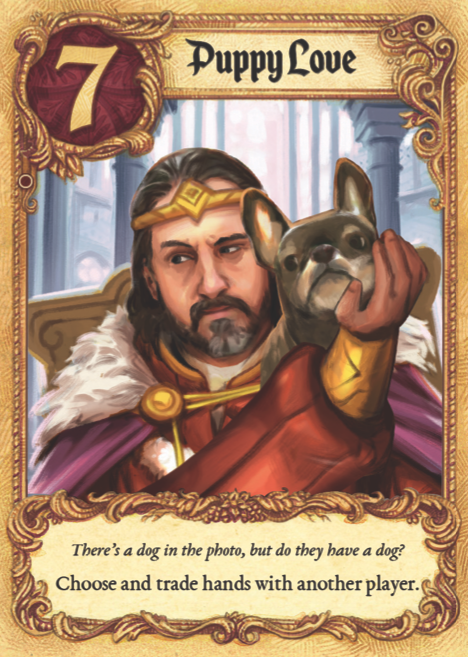 7
Puppy Love
There's a dog in the photo, but do they have a dog?
Choose and trade hands with another player.